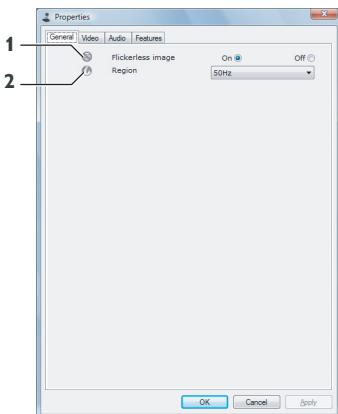 Properties
General Video Audio Features
1 Flickerless image On Off
2 Region 50Hz
OK Cancel Apply